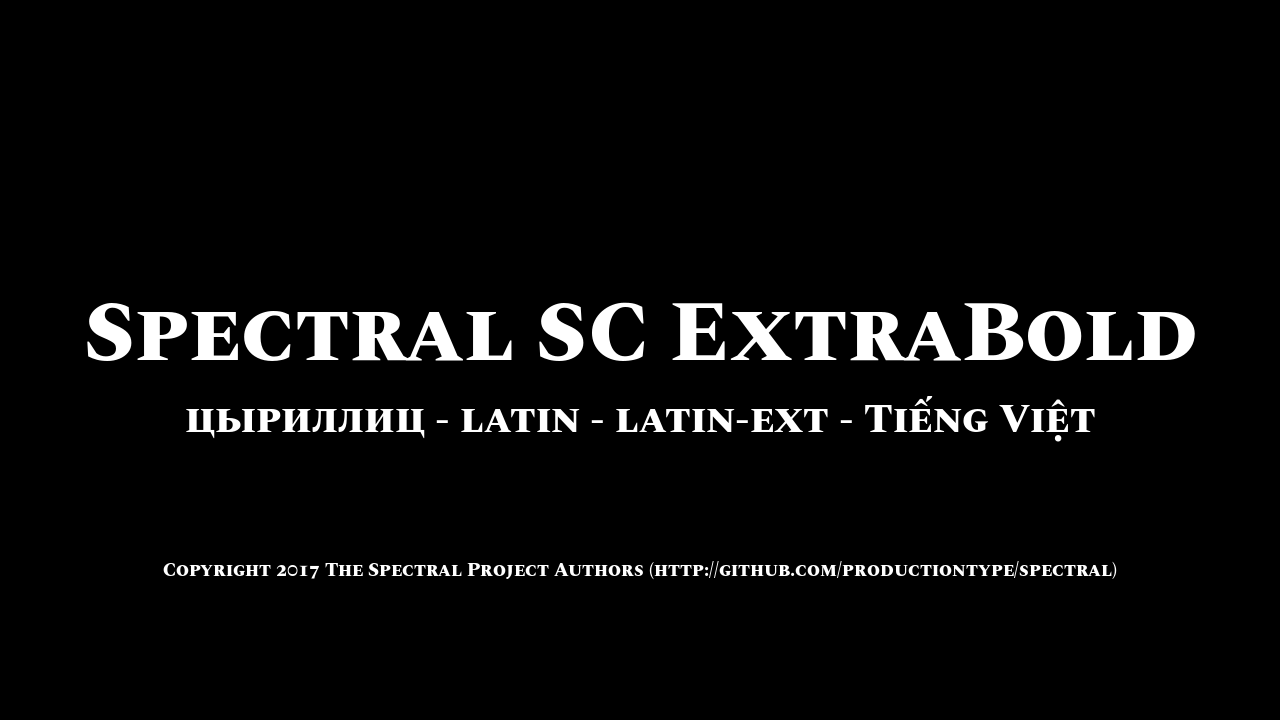 Spectral SC ExtraBold
цыриллиц - latin - latin-ext - Tiếng Việt
Copyright 2017 The Spectral Project Authors (http://github.com/productiontype/spectral)